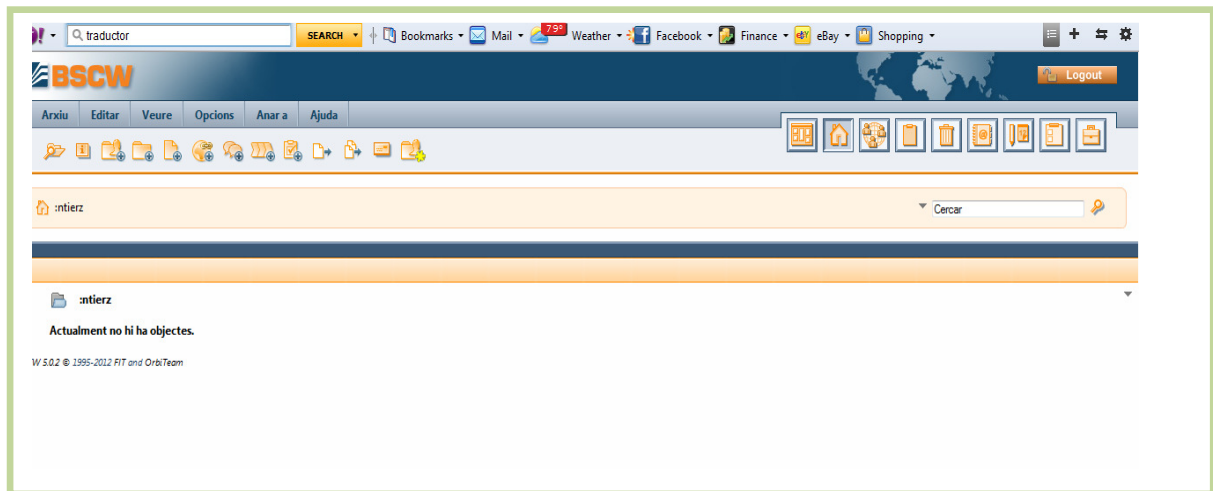 traductor SEARCH Bookmarks Mail 79° Weather Facebook Finance eBay Shopping
BSCW Logout
Arxiu Editar Veure Opcions Anar a Ajuda
:ntierz Cercar
:ntierz
Actualment no hi ha objectes.
W 5.0.2 © 1995-2012 FIT and OrbiTeam